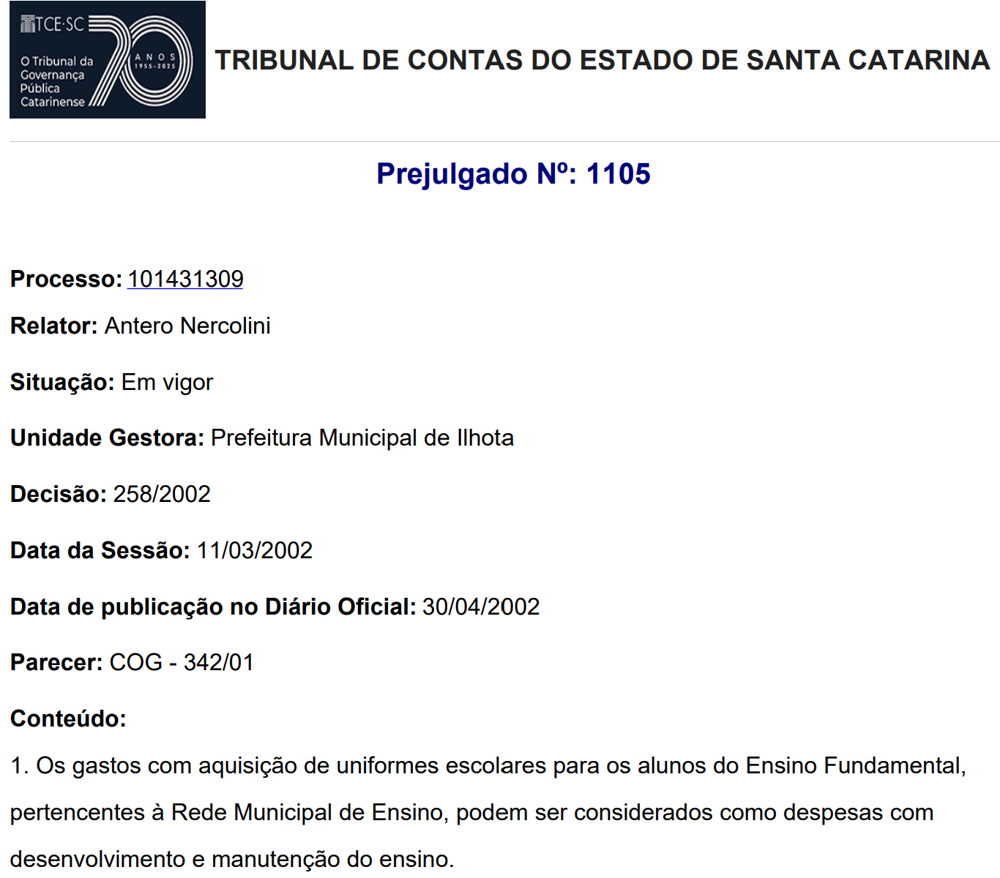 TCE·SC
O Tribunal da
Governança
Pública
Catarinense
70
ANOS
1955-2025
TRIBUNAL DE CONTAS DO ESTADO DE SANTA CATARINA
Prejulgado Nº: 1105
Processo: 101431309
Relator: Antero Nercolini
Situação: Em vigor
Unidade Gestora: Prefeitura Municipal de Ilhota
Decisão: 258/2002
Data da Sessão: 11/03/2002
Data de publicação no Diário Oficial: 30/04/2002
Parecer: COG - 342/01
Conteúdo:
1. Os gastos com aquisição de uniformes escolares para os alunos do Ensino Fundamental,
pertencentes à Rede Municipal de Ensino, podem ser considerados como despesas com
desenvolvimento e manutenção do ensino.